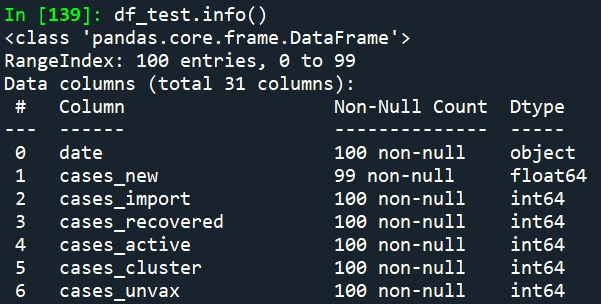 In [139]: df_test.info()
<class 'pandas.core.frame.DataFrame'>
RangeIndex: 100 entries, 0 to 99
Data columns (total 31 columns):
 #   Column                    Non-Null Count  Dtype
---  ------                    --------------  -----
 0   date                      100 non-null    object
 1   cases_new                 99 non-null     float64
 2   cases_import              100 non-null    int64
 3   cases_recovered           100 non-null    int64
 4   cases_active              100 non-null    int64
 5   cases_cluster             100 non-null    int64
 6   cases_unvax               100 non-null    int64